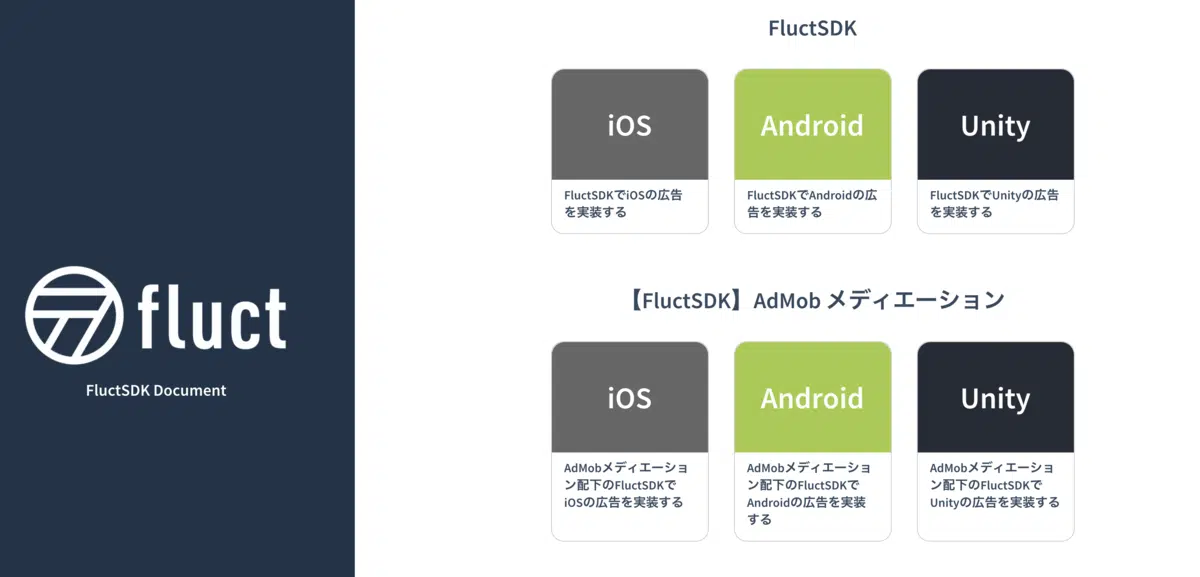 fluct
FluctSDK Document
FluctSDK
iOS
FluctSDKでiOSの広告
を実装する
Android
FluctSDKでAndroidの広
告を実装する
Unity
FluctSDKでUnityの広告
を実装する
【FluctSDK】AdMob メディエーション
iOS
AdMobメディエーショ
ン配下のFluctSDKで
iOSの広告を実装する
Android
AdMobメディエーショ
ン配下のFluctSDKで
Androidの広告を実装
する
Unity
AdMobメディエーショ
ン配下のFluctSDKで
Unityの広告を実装する